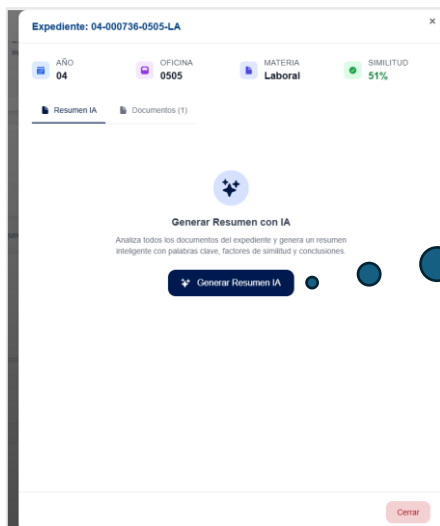 Expediente: 04-000736-0505-LA
×
AÑO
04
OFICINA
0505
MATERIA
Laboral
SIMILITUD
51%
Resumen IA
Documentos (1)
Generar Resumen con IA
Analiza todos los documentos del expediente y genera un resumen
inteligente con palabras clave, factores de similitud y conclusiones.
Generar Resumen IA
Cerrar